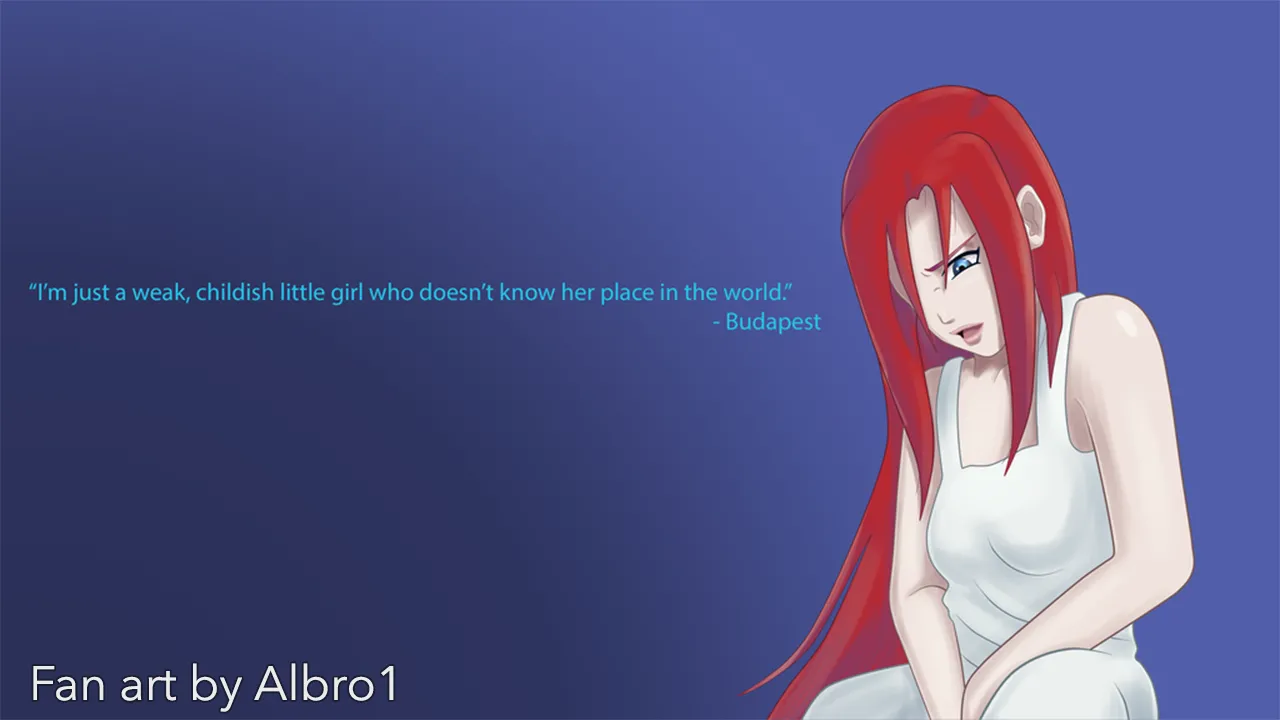 “I’m just a weak, childish little girl who doesn’t know her place in the world.”
- Budapest
Fan art by Albro1